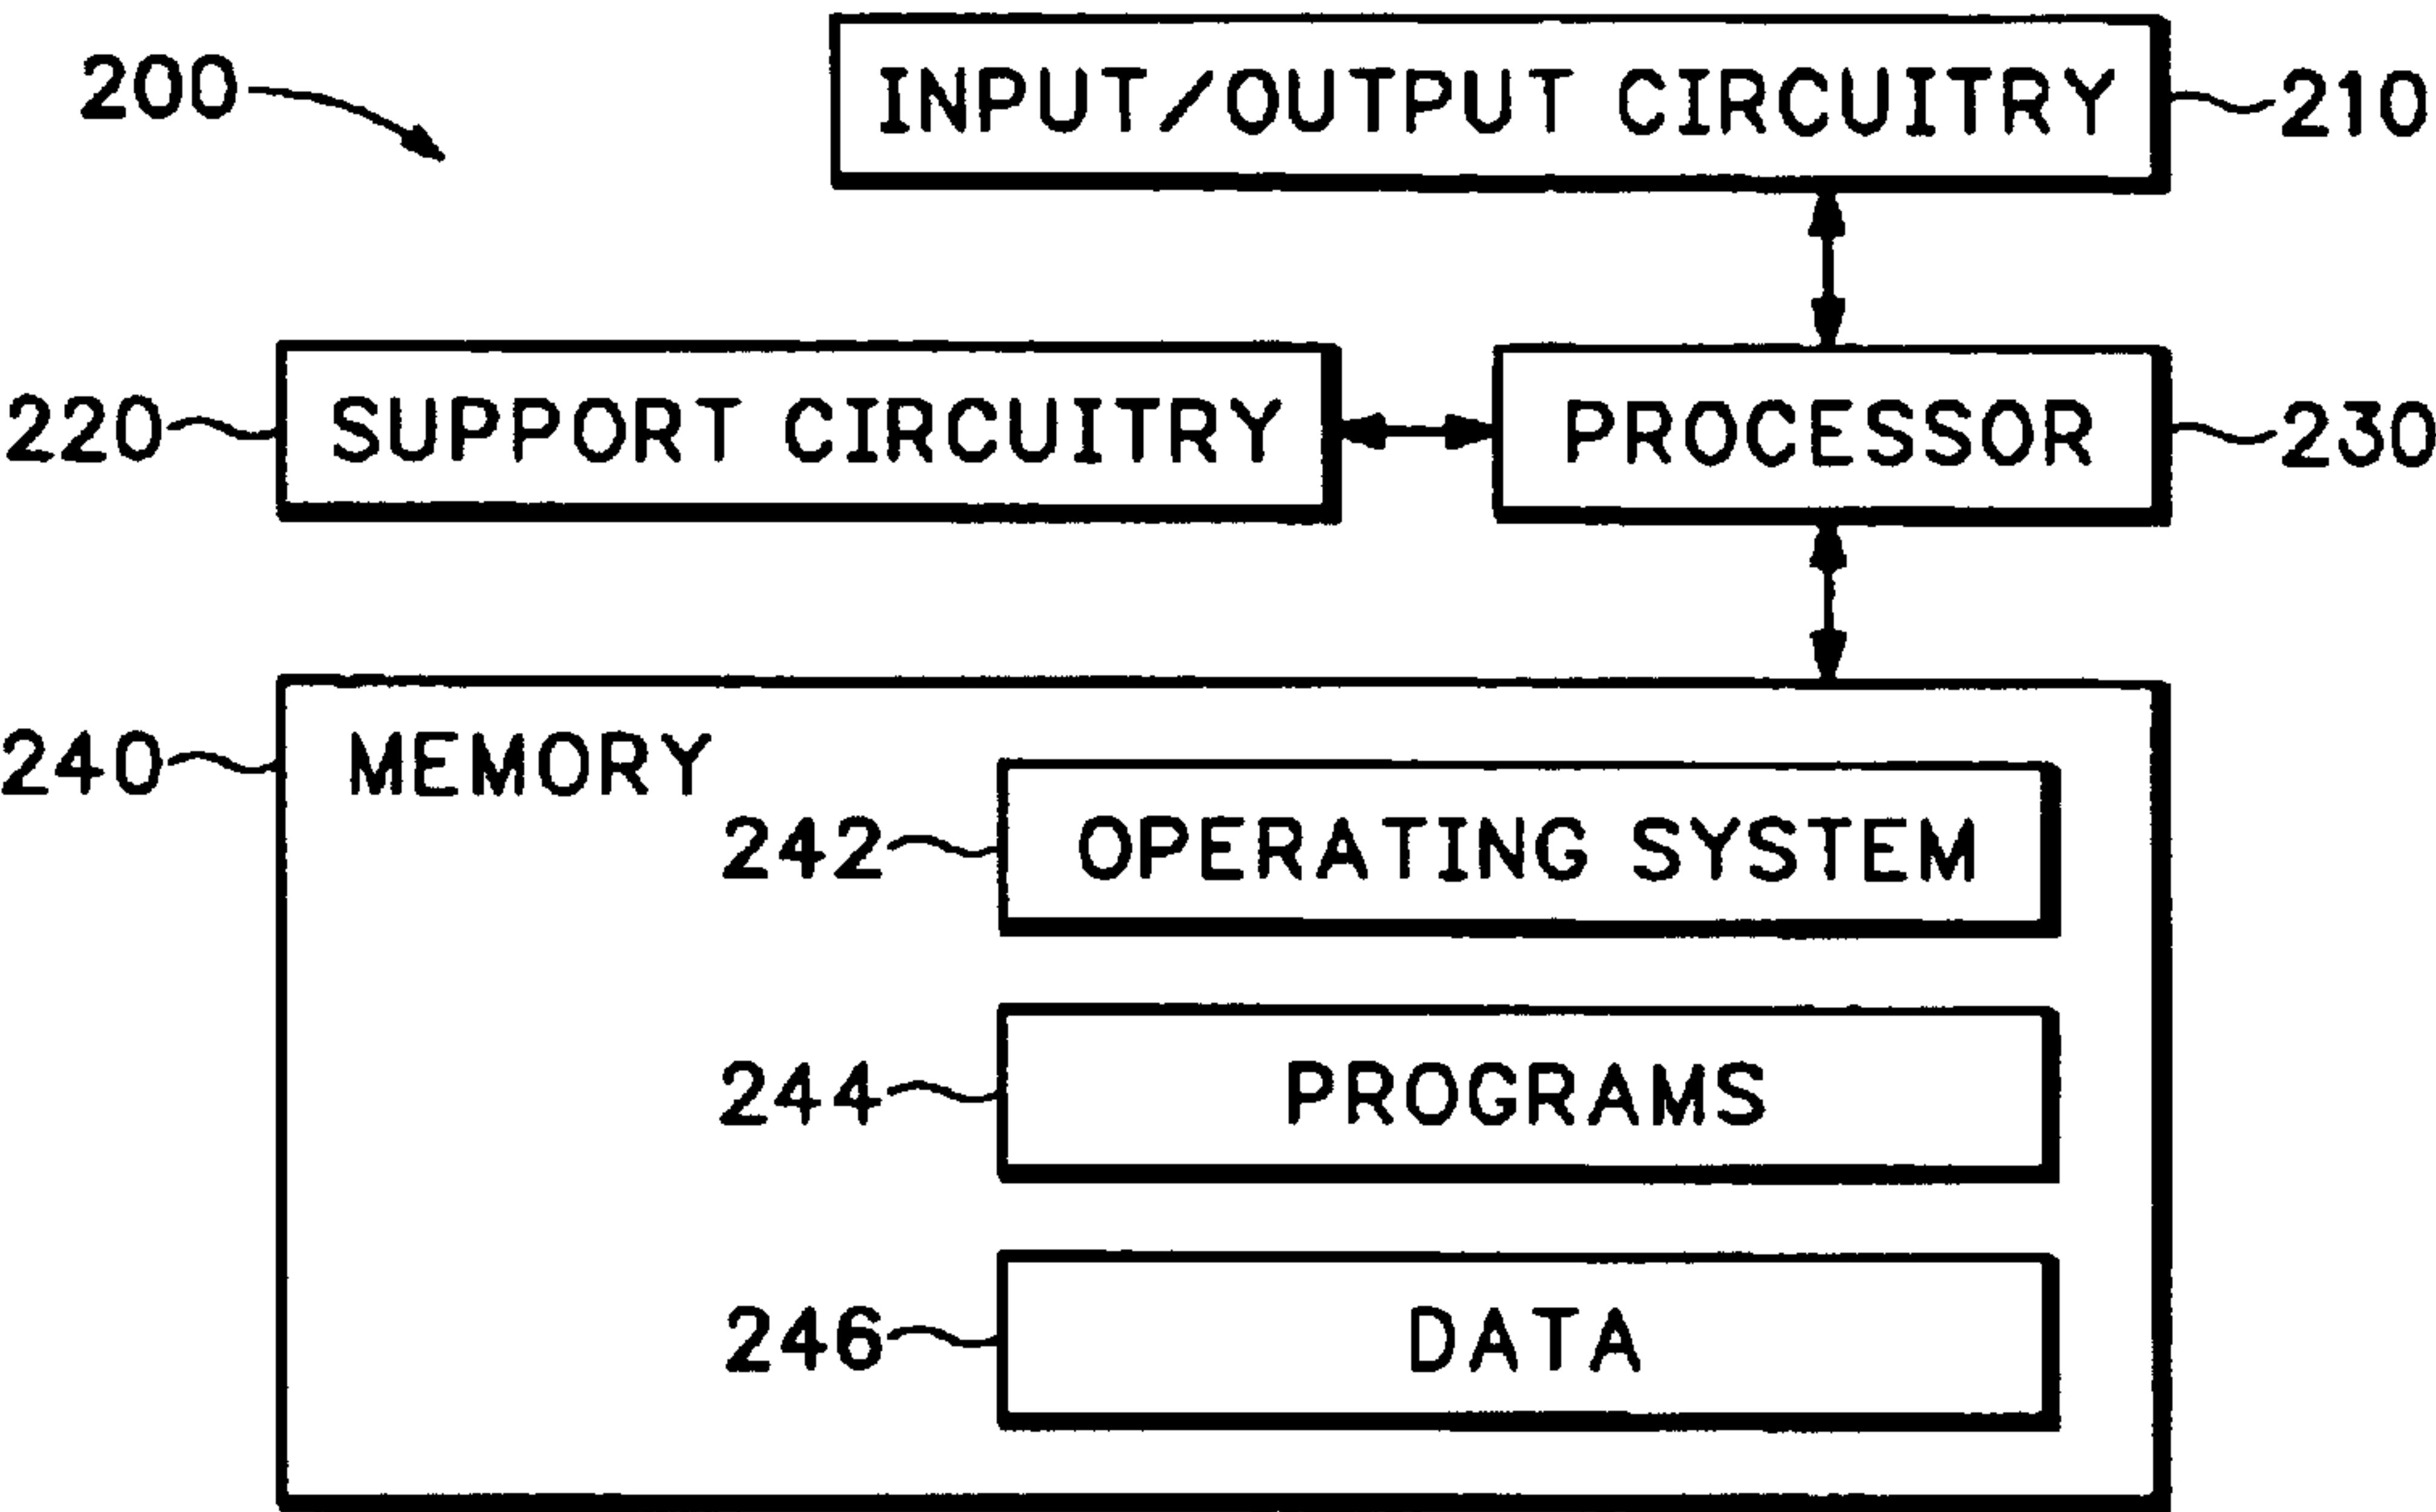 200
INPUT/OUTPUT CIRCUITRY
210
220
SUPPORT CIRCUITRY
PROCESSOR
230
240
MEMORY
242
OPERATING SYSTEM
244
PROGRAMS
246
DATA